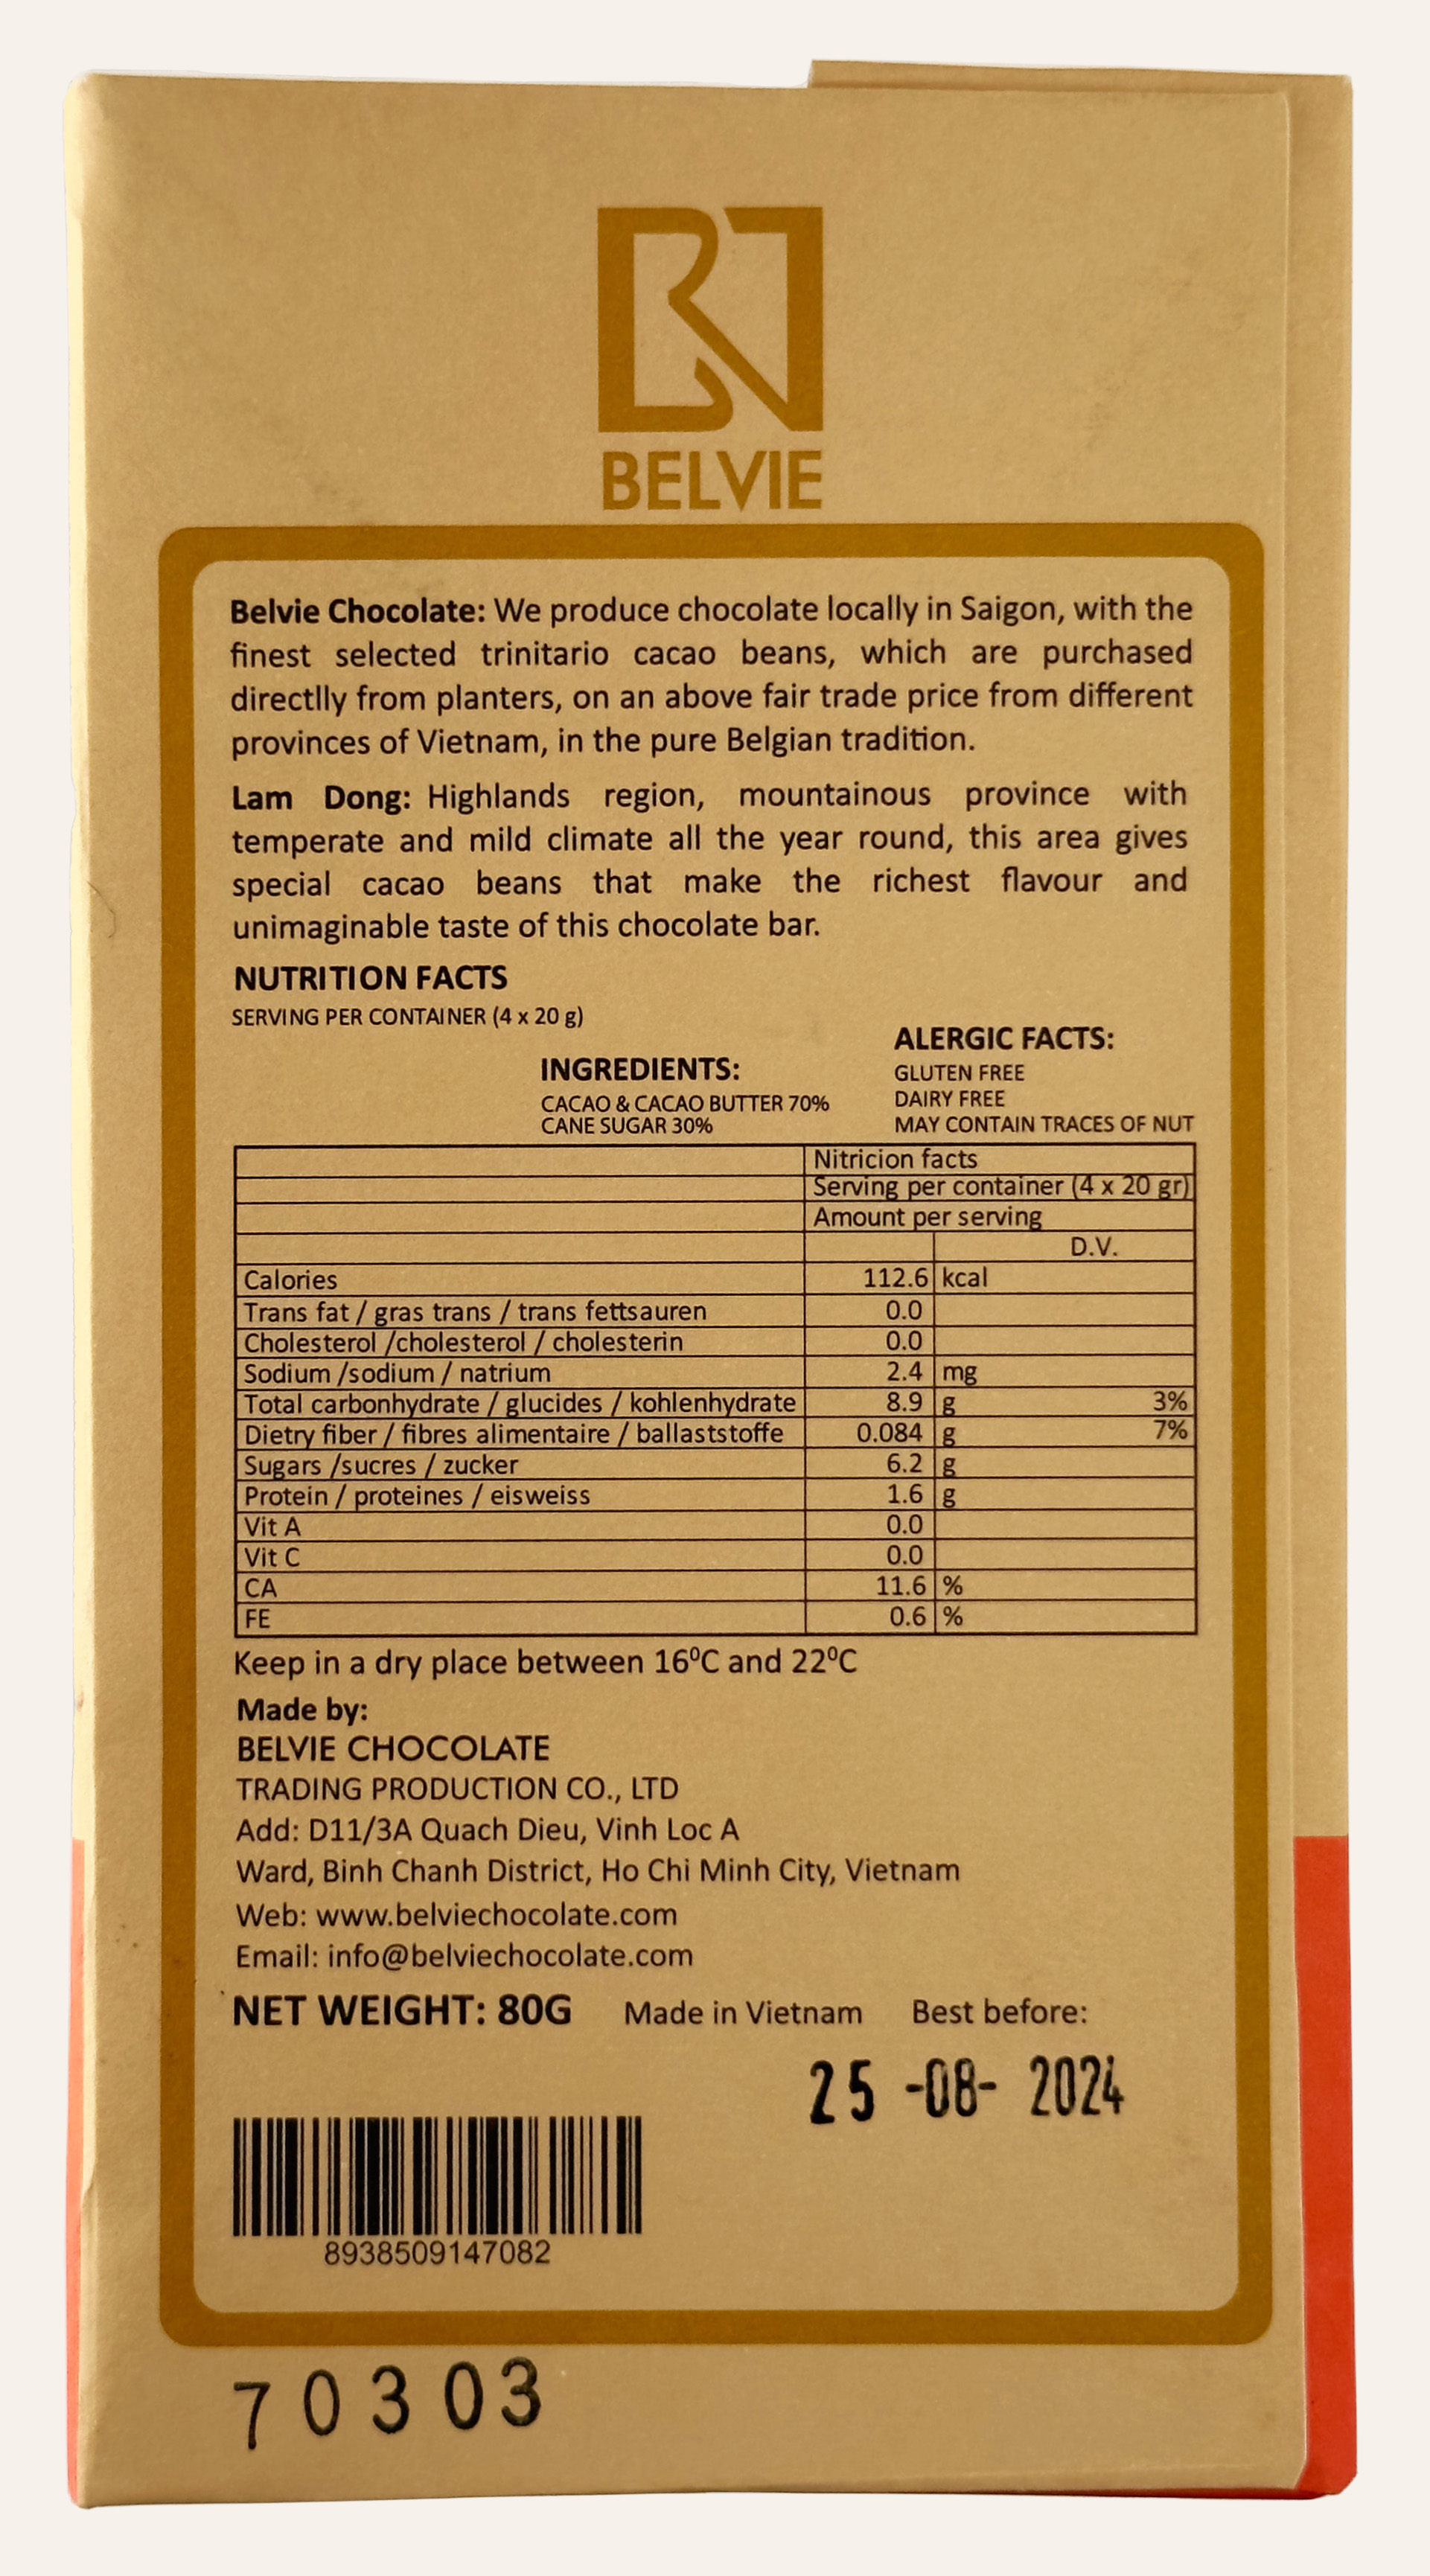 BELVIE
Belvie Chocolate: We produce chocolate locally in Saigon, with the
finest selected trinitario cacao beans, which are purchased
directlly from planters, on an above fair trade price from different
provinces of Vietnam, in the pure Belgian tradition.
Lam Dong: Highlands region, mountainous province with
temperate and mild climate all the year round, this area gives
special cacao beans that make the richest flavour and
unimaginable taste of this chocolate bar.
NUTRITION FACTS
SERVING PER CONTAINER (4 x 20 g)
INGREDIENTS:
CACAO & CACAO BUTTER 70%
CANE SUGAR 30%
ALERGIC FACTS:
GLUTEN FREE
DAIRY FREE
MAY CONTAIN TRACES OF NUT
Nitricion facts
Serving per container (4 x 20 gr)
Amount per serving
D.V.
Calories 112.6 kcal
Trans fat / gras trans / trans fettsauren 0.0
Cholesterol /cholesterol / cholesterin 0.0
Sodium /sodium / natrium 2.4 mg
Total carbonhydrate / glucides / kohlenhydrate 8.9 g 3%
Dietry fiber / fibres alimentaire / ballaststoffe 0.084 g 7%
Sugars /sucres / zucker 6.2 g
Protein / proteines / eisweiss 1.6 g
Vit A 0.0
Vit C 0.0
CA 11.6 %
FE 0.6 %
Keep in a dry place between 16⁰C and 22⁰C
Made by:
BELVIE CHOCOLATE
TRADING PRODUCTION CO., LTD
Add: D11/3A Quach Dieu, Vinh Loc A
Ward, Binh Chanh District, Ho Chi Minh City, Vietnam
Web: www.belviechocolate.com
Email: info@belviechocolate.com
NET WEIGHT: 80G Made in Vietnam Best before:
25 -08- 2024
8938509147082
70303